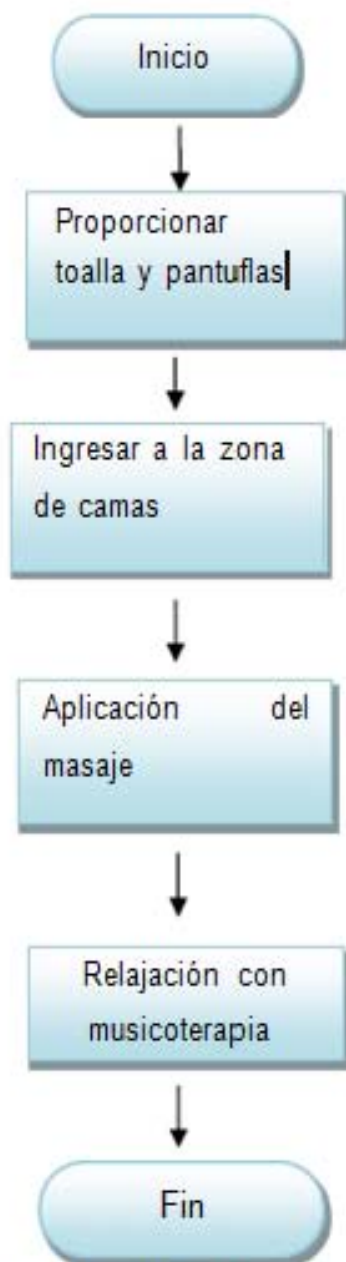 Inicio
Proporcionar
toalla y pantuflas
Ingresar a la zona
de camas
Aplicación del
masaje
Relajación con
musicoterapia
Fin